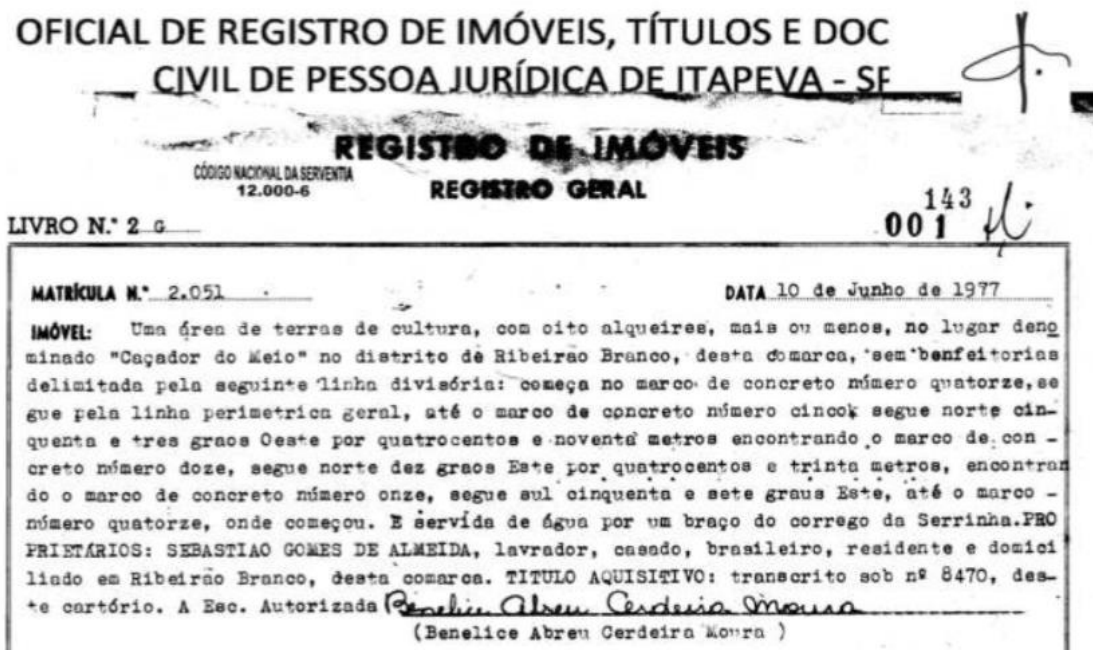 OFICIAL DE REGISTRO DE IMÓVEIS, TÍTULOS E DOC
CIVIL DE PESSOA JURÍDICA DE ITAPEVA - SP
REGISTRO DE IMÓVEIS
CÓDIGO NACIONAL DA SERVENTIA
12.000-6
REGISTRO GERAL
LIVRO N.º 2 G
143
001
MATRÍCULA N.º 2.051
DATA 10 de Junho de 1977
IMÓVEL: Uma área de terras de cultura, com oito alqueires, mais ou menos, no lugar deno
minado "Caçador do Meio" no distrito de Ribeirao Branco, desta comarca, sem benfeitorias
delimitada pela seguinte linha divisória: começa no marco de concreto número quatorze, se
gue pela linha perimetrica geral, até o marco de concreto número cinco segue norte cin-
quenta e tres graos Oeste por quatrocentos e noventa metros encontrando o marco de con -
creto número doze, segue norte dez graos Este por quatrocentos e trinta metros, encontran
do o marco de concreto número onze, segue sul cinquenta e sete graus Este, até o marco -
número quatorze, onde começou. E servida de água por um braço do corrego da Serrinha.PRO
PRIETÁRIOS: SEBASTIAO GOMES DE ALMEIDA, lavrador, casado, brasileiro, residente e domici
liado em Ribeirao Branco, desta comarca. TITULO AQUISITIVO: transcrito sob nº 8470, des-
te cartório. A Esc. Autorizada Benelice Abreu Cerdeira Moura
(Benelice Abreu Cerdeira Moura )